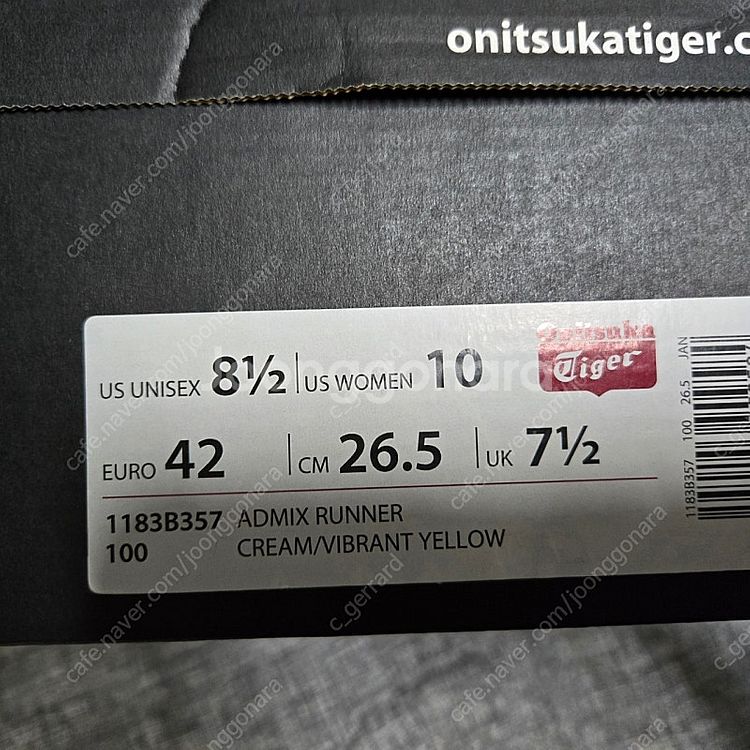 onitsukatiger.c
US UNISEX 8½ US WOMEN 10
Onitsuka
Tiger
EURO 42 CM 26.5 UK 7½
1183B357 ADMIX RUNNER
100 CREAM/VIBRANT YELLOW
1183B357 100 26.5 JAN
joonggonara
cafe.naver.com/joonggonara
c_gerrard